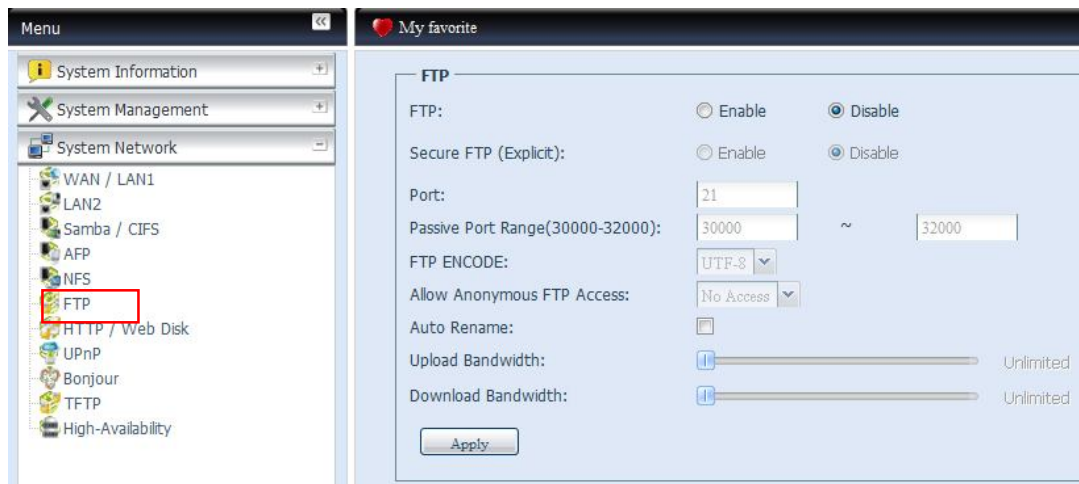 Menu
My favorite
System Information
System Management
System Network
WAN / LAN1
LAN2
Samba / CIFS
AFP
NFS
FTP
HTTP / Web Disk
UPnP
Bonjour
TFTP
High-Availability
FTP
FTP: Enable Disable
Secure FTP (Explicit): Enable Disable
Port: 21
Passive Port Range(30000-32000): 30000 ~ 32000
FTP ENCODE: UTF-8
Allow Anonymous FTP Access: No Access
Auto Rename:
Upload Bandwidth: Unlimited
Download Bandwidth: Unlimited
Apply